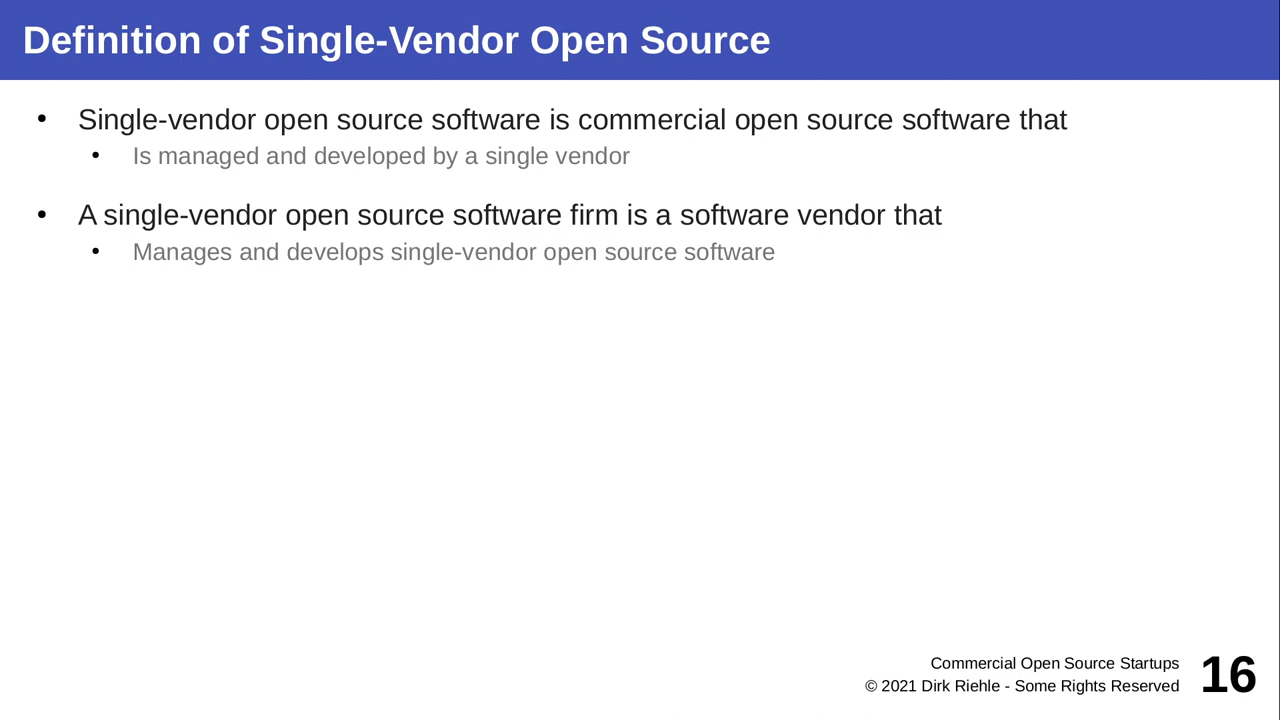 Definition of Single-Vendor Open Source
• Single-vendor open source software is commercial open source software that
• Is managed and developed by a single vendor
• A single-vendor open source software firm is a software vendor that
• Manages and develops single-vendor open source software
Commercial Open Source Startups
© 2021 Dirk Riehle - Some Rights Reserved
16